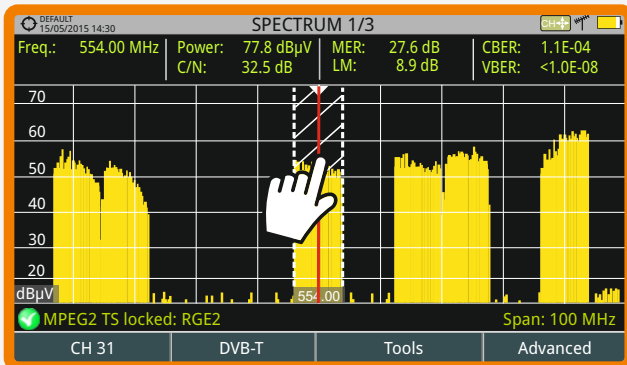 DEFAULT
15/05/2015 14:30
SPECTRUM 1/3
CH
Freq.: 554.00 MHz
Power: 77.8 dBµV
MER: 27.6 dB
CBER: 1.1E-04
C/N: 32.5 dB
LM: 8.9 dB
VBER: <1.0E-08
70
60
50
40
30
20
dBµV
554.00
MPEG2 TS locked: RGE2
Span: 100 MHz
CH 31
DVB-T
Tools
Advanced